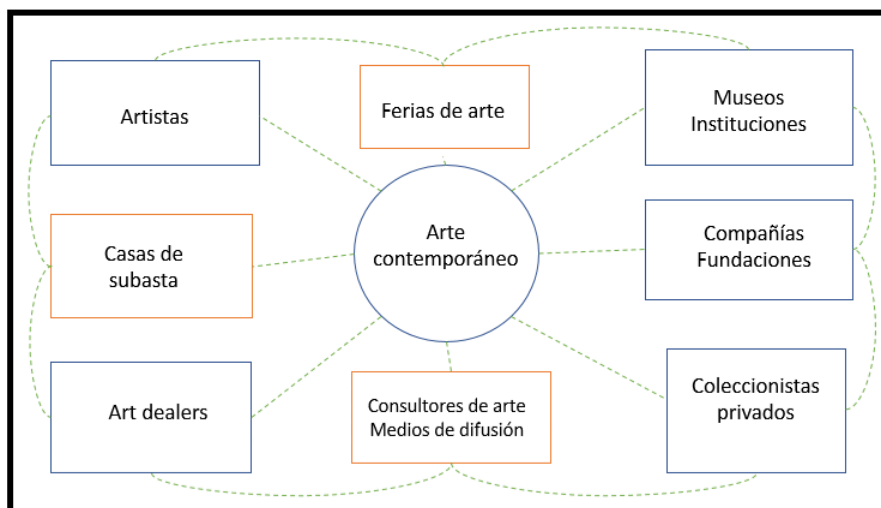 Artistas
Ferias de arte
Museos
Instituciones
Casas de
subasta
Arte
contemporáneo
Compañías
Fundaciones
Art dealers
Consultores de arte
Medios de difusión
Coleccionistas
privados